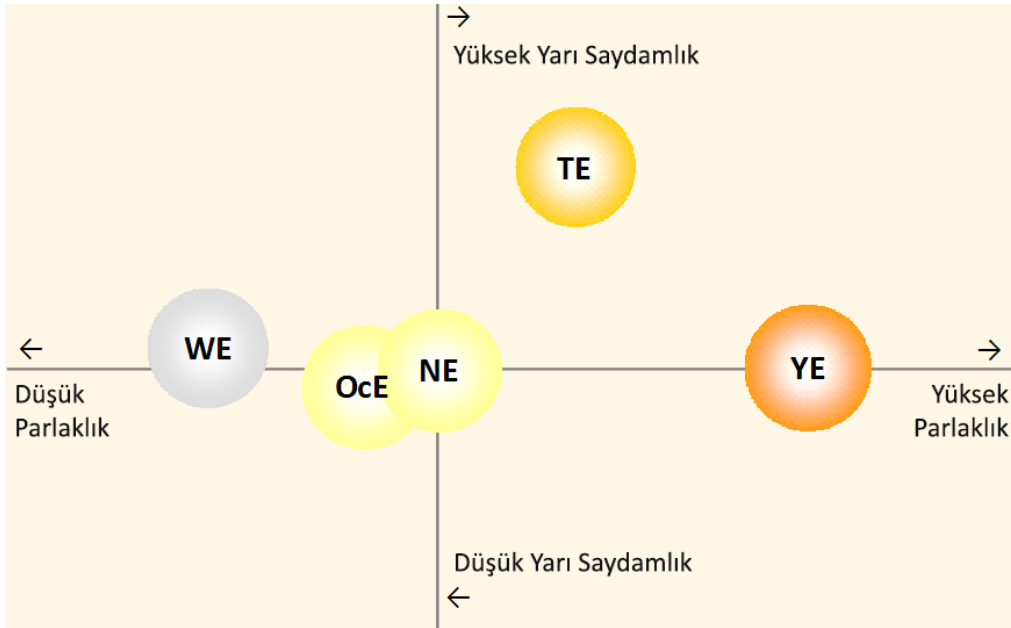 →
Yüksek Yarı Saydamlık
TE
WE
OcE
NE
YE
←
→
Düşük
Parlaklık
Yüksek
Parlaklık
Düşük Yarı Saydamlık
←